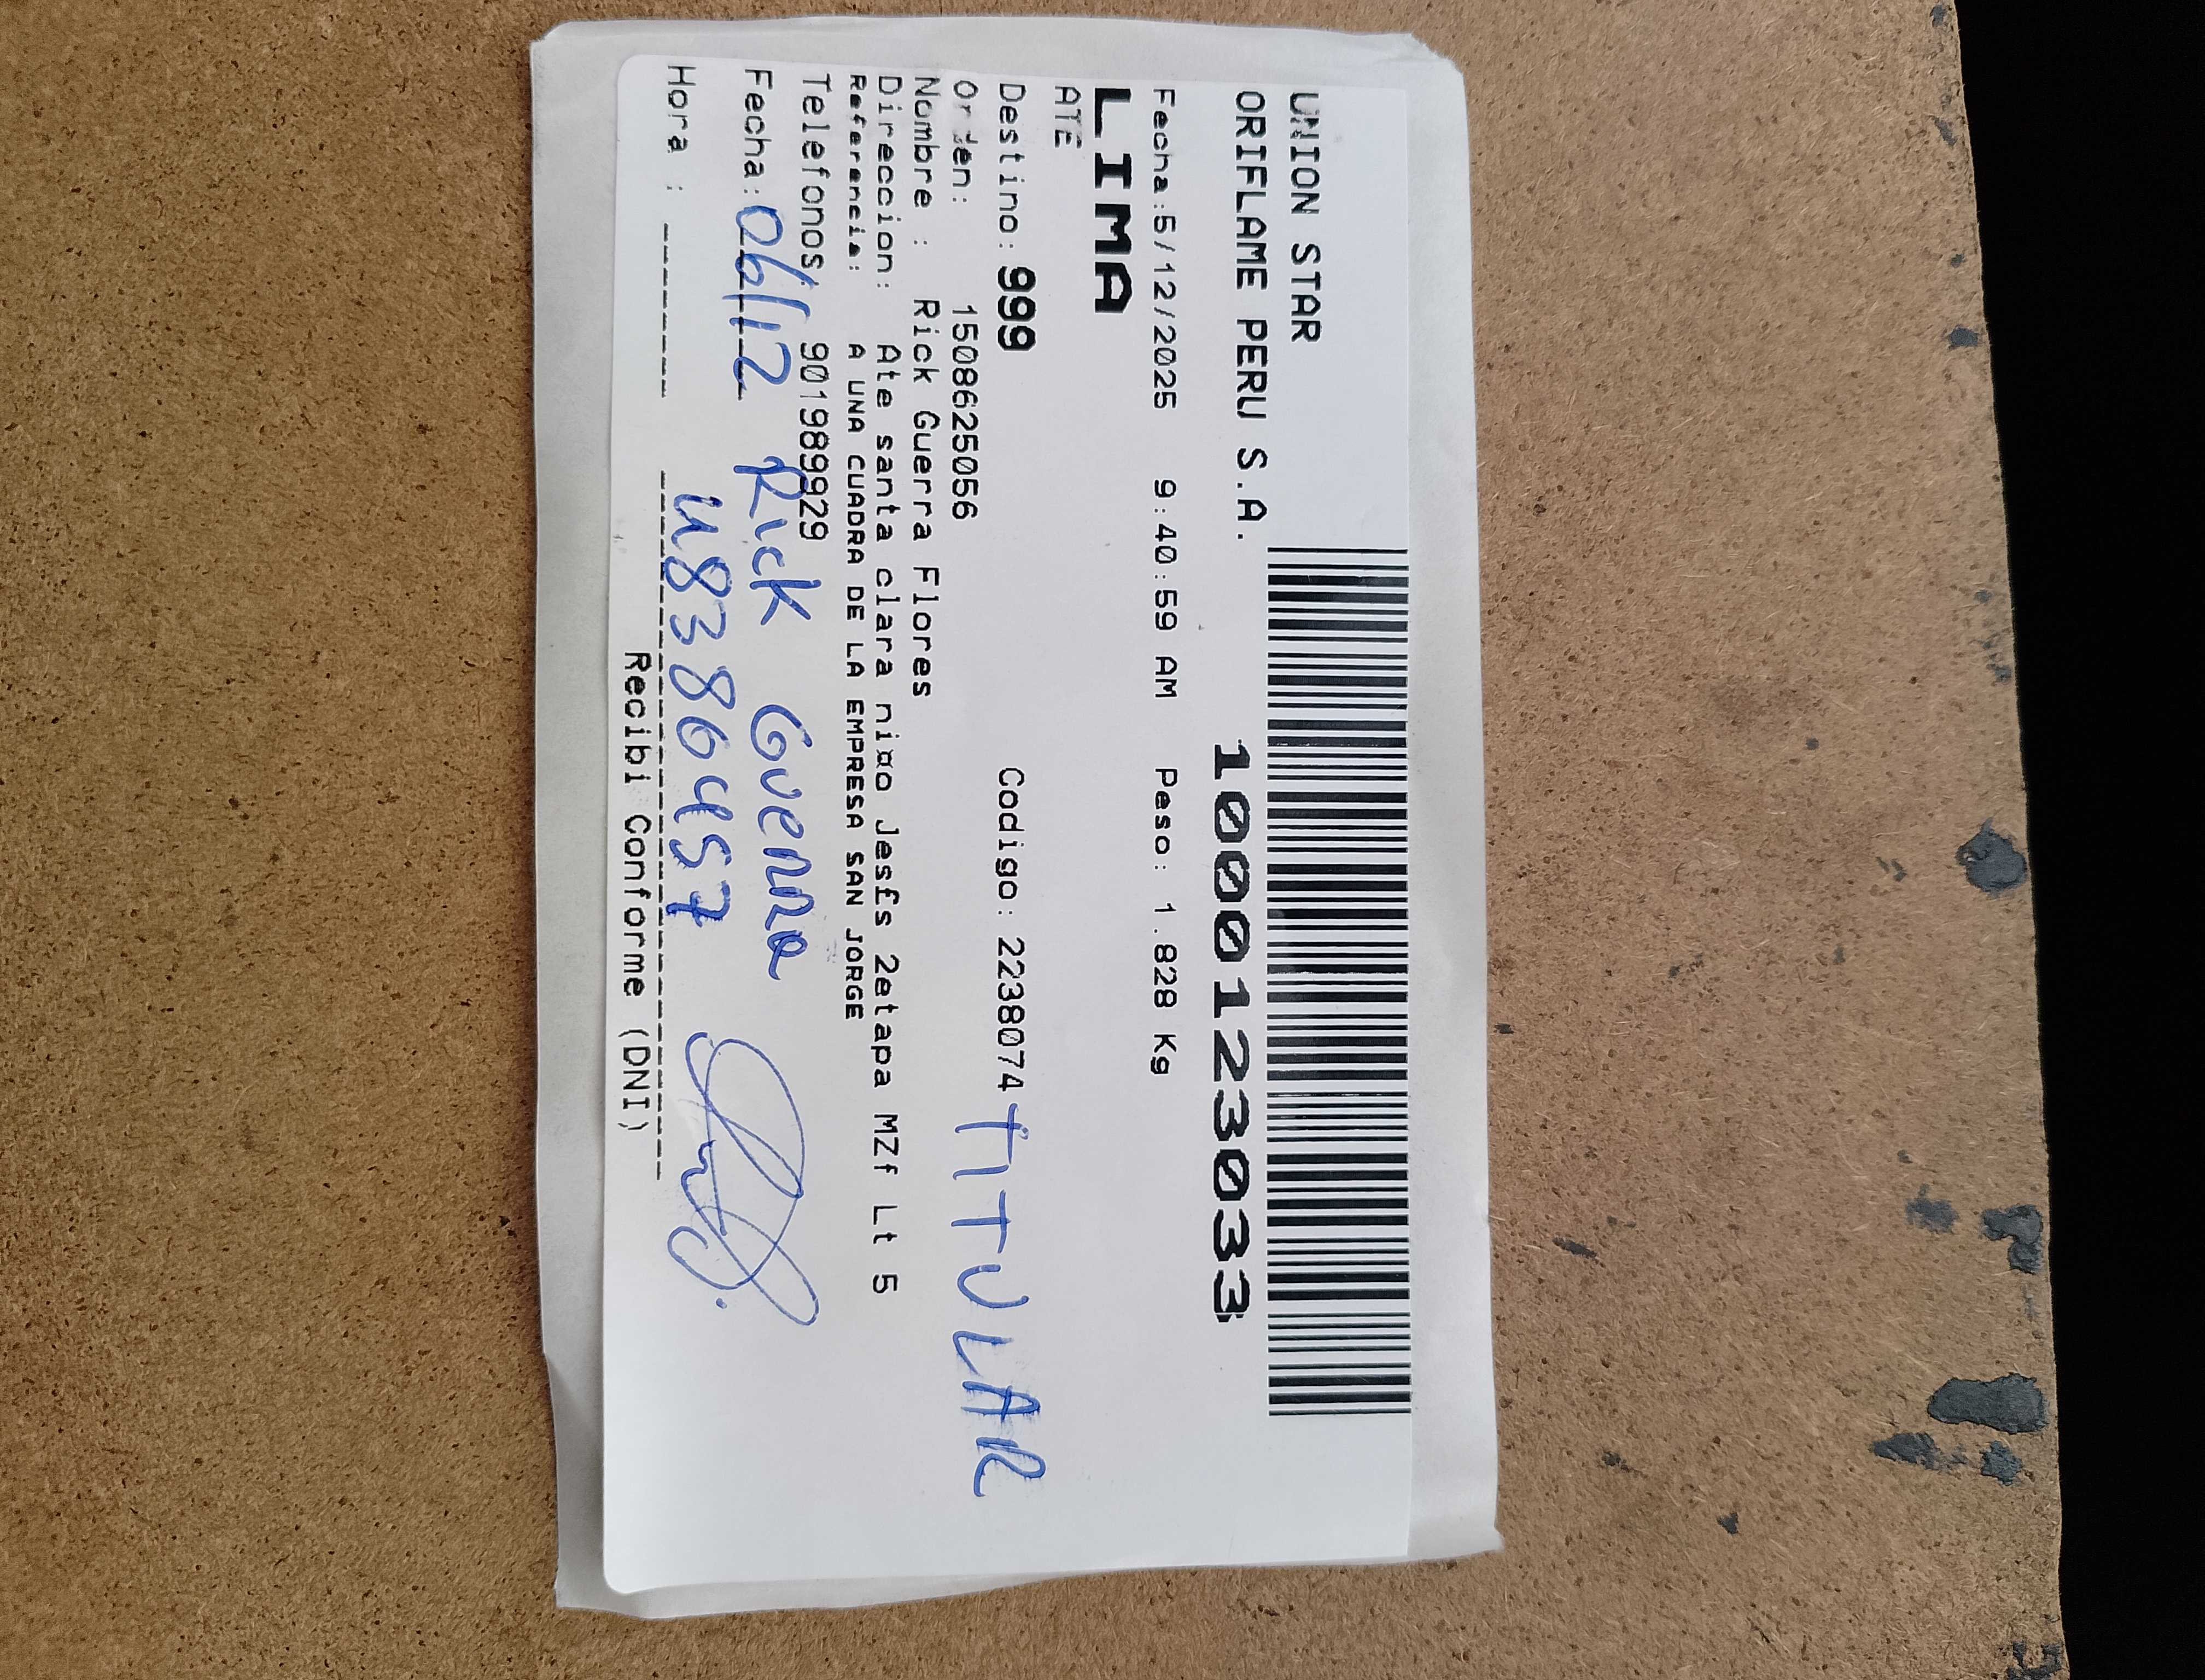 UNION STAR
ORIFLAME PERU S.A.
1000123033
Fecha:5/12/2025 9:40:59 AM Peso: 1.828 Kg
LIMA
ATE
Destino: 999 Codigo: 2238074 TITULAR
Orden: 1508625056
Nombre : Rick Guerra Flores
Direccion: Ate santa clara ni¤o Jes£s 2etapa MZf Lt 5
Referencia: A UNA CUADRA DE LA EMPRESA SAN JORGE
Telefonos: 901989929
Fecha: 06/12 Rick Guerra
Hora : 48386457
Recibi Conforme (DNI)